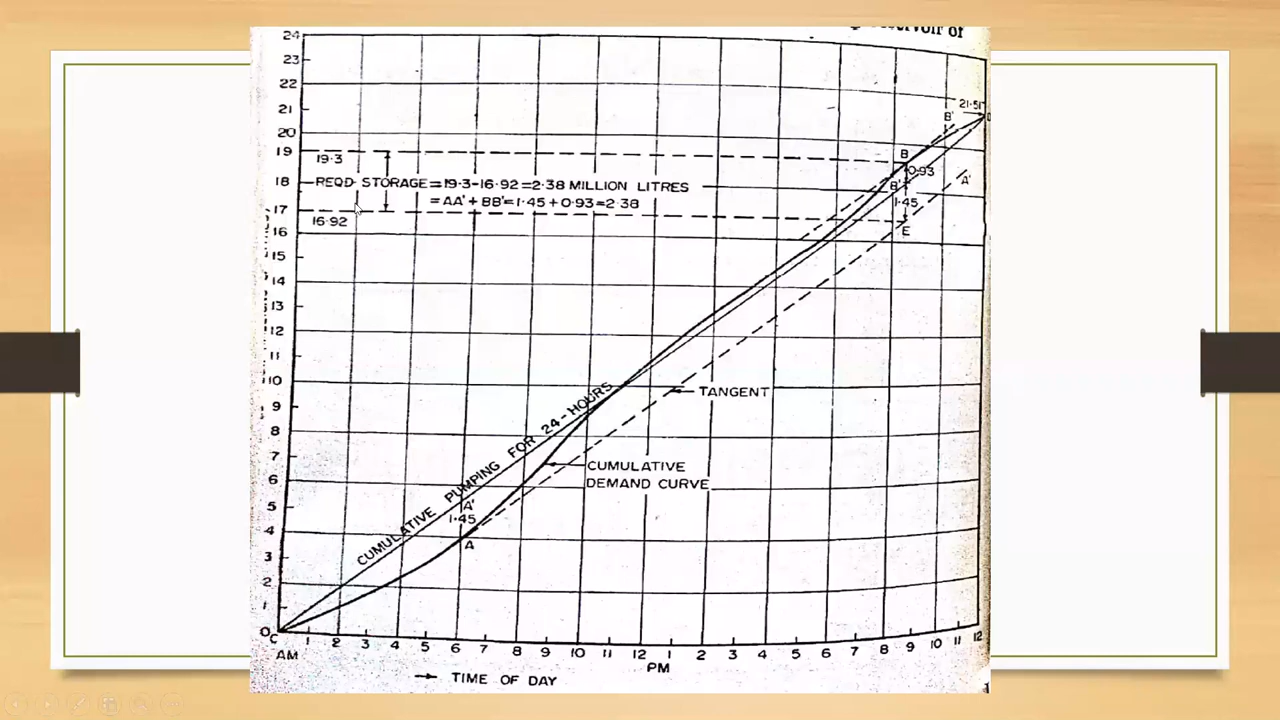 ervoir of
24
23
22
21
20
19
18
17
16
15
14
13
12
11
10
9
8
7
6
5
4
3
2
1
0
19.3
REQD STORAGE=19.3-16.92=2.38 MILLION LITRES
=AA'+BB'=1.45+0.93=2.38
16.92
21.51
B'
B
0.93
B'
1.45
E
A'
TANGENT
CUMULATIVE PUMPING FOR 24-HOURS
CUMULATIVE
DEMAND CURVE
A'
1.45
A
C
1 2 3 4 5 6 7 8 9 10 11 12 1 2 3 4 5 6 7 8 9 10 11 12
AM
PM
TIME OF DAY